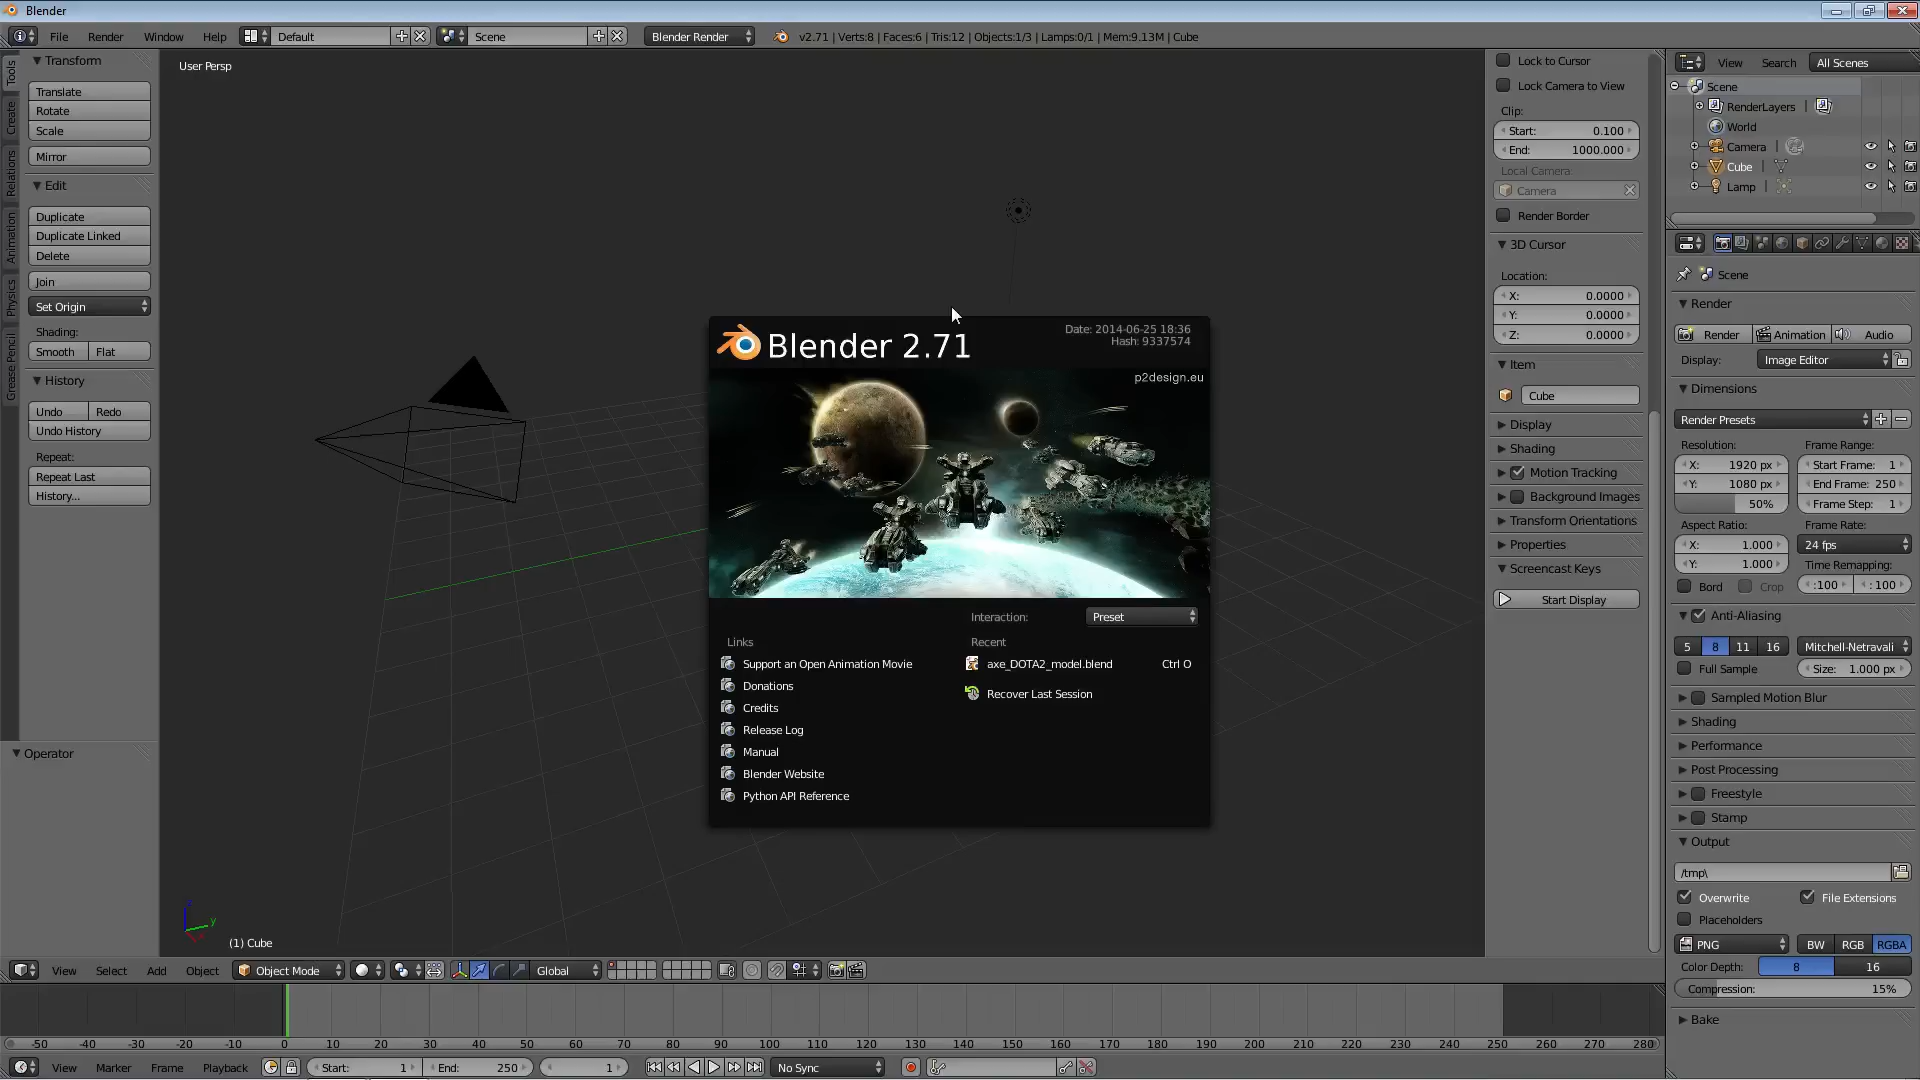 Blender
File Render Window Help Default Scene Blender Render v2.71 | Verts:8 | Faces:6 | Tris:12 | Objects:1/3 | Lamps:0/1 | Mem:9.13M | Cube
Tools
Create
Relations
Animation
Physics
Grease Pencil
Transform
Translate
Rotate
Scale
Mirror
Edit
Duplicate
Duplicate Linked
Delete
Join
Set Origin
Shading:
Smooth Flat
History
Undo Redo
Undo History
Repeat:
Repeat Last
History...
Operator
User Persp
Blender 2.71
Date: 2014-06-25 18:36
Hash: 9337574
p2design.eu
Interaction: Preset
Links
Support an Open Animation Movie
Donations
Credits
Release Log
Manual
Blender Website
Python API Reference
Recent
axe_DOTA2_model.blend Ctrl O
Recover Last Session
z
y
(1) Cube
View Select Add Object Object Mode Global
-50 -40 -30 -20 -10 0 10 20 30 40 50 60 70 80 90 100 110 120 130 140 150 160 170 180 190 200 210 220 230 240 250 260 270 280
View Marker Frame Playback Start: 1 End: 250 1 No Sync
Lock to Cursor
Lock Camera to View
Clip:
Start: 0.100
End: 1000.000
Local Camera:
Camera
Render Border
3D Cursor
Location:
X: 0.0000
Y: 0.0000
Z: 0.0000
Item
Cube
Display
Shading
Motion Tracking
Background Images
Transform Orientations
Properties
Screencast Keys
Start Display
View Search All Scenes
Scene
RenderLayers |
World
Camera |
Cube |
Lamp |
Scene
Render
Render Animation Audio
Display: Image Editor
Dimensions
Render Presets
Resolution: Frame Range:
X: 1920 px Start Frame: 1
Y: 1080 px End Frame: 250
50% Frame Step: 1
Aspect Ratio: Frame Rate:
X: 1.000 24 fps
Y: 1.000 Time Remapping:
Bord Crop :100 : 100
Anti-Aliasing
5 8 11 16 Mitchell-Netravali
Full Sample Size: 1.000 px
Sampled Motion Blur
Shading
Performance
Post Processing
Freestyle
Stamp
Output
/tmp\
Overwrite File Extensions
Placeholders
PNG BW RGB RGBA
Color Depth: 8 16
Compression: 15%
Bake